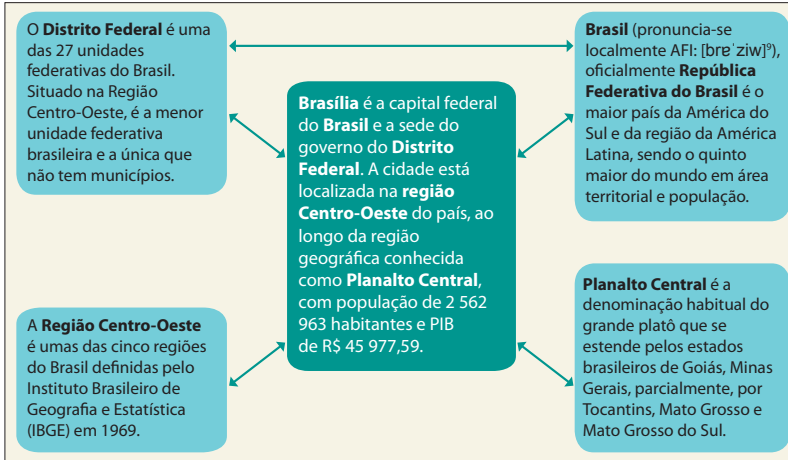 O Distrito Federal é uma
das 27 unidades
federativas do Brasil.
Situado na Região
Centro-Oeste, é a menor
unidade federativa
brasileira e a única que
não tem municípios.
Brasil (pronuncia-se
localmente AFI: [bɾɐˈziw]⁹),
oficialmente República
Federativa do Brasil é o
maior país da América do
Sul e da região da América
Latina, sendo o quinto
maior do mundo em área
territorial e população.
Brasília é a capital federal
do Brasil e a sede do
governo do Distrito
Federal. A cidade está
localizada na região
Centro-Oeste do país, ao
longo da região
geográfica conhecida
como Planalto Central,
com população de 2 562
963 habitantes e PIB
de R$ 45 977,59.
A Região Centro-Oeste
é umas das cinco regiões
do Brasil definidas pelo
Instituto Brasileiro de
Geografia e Estatística
(IBGE) em 1969.
Planalto Central é a
denominação habitual do
grande platô que se
estende pelos estados
brasileiros de Goiás, Minas
Gerais, parcialmente, por
Tocantins, Mato Grosso e
Mato Grosso do Sul.